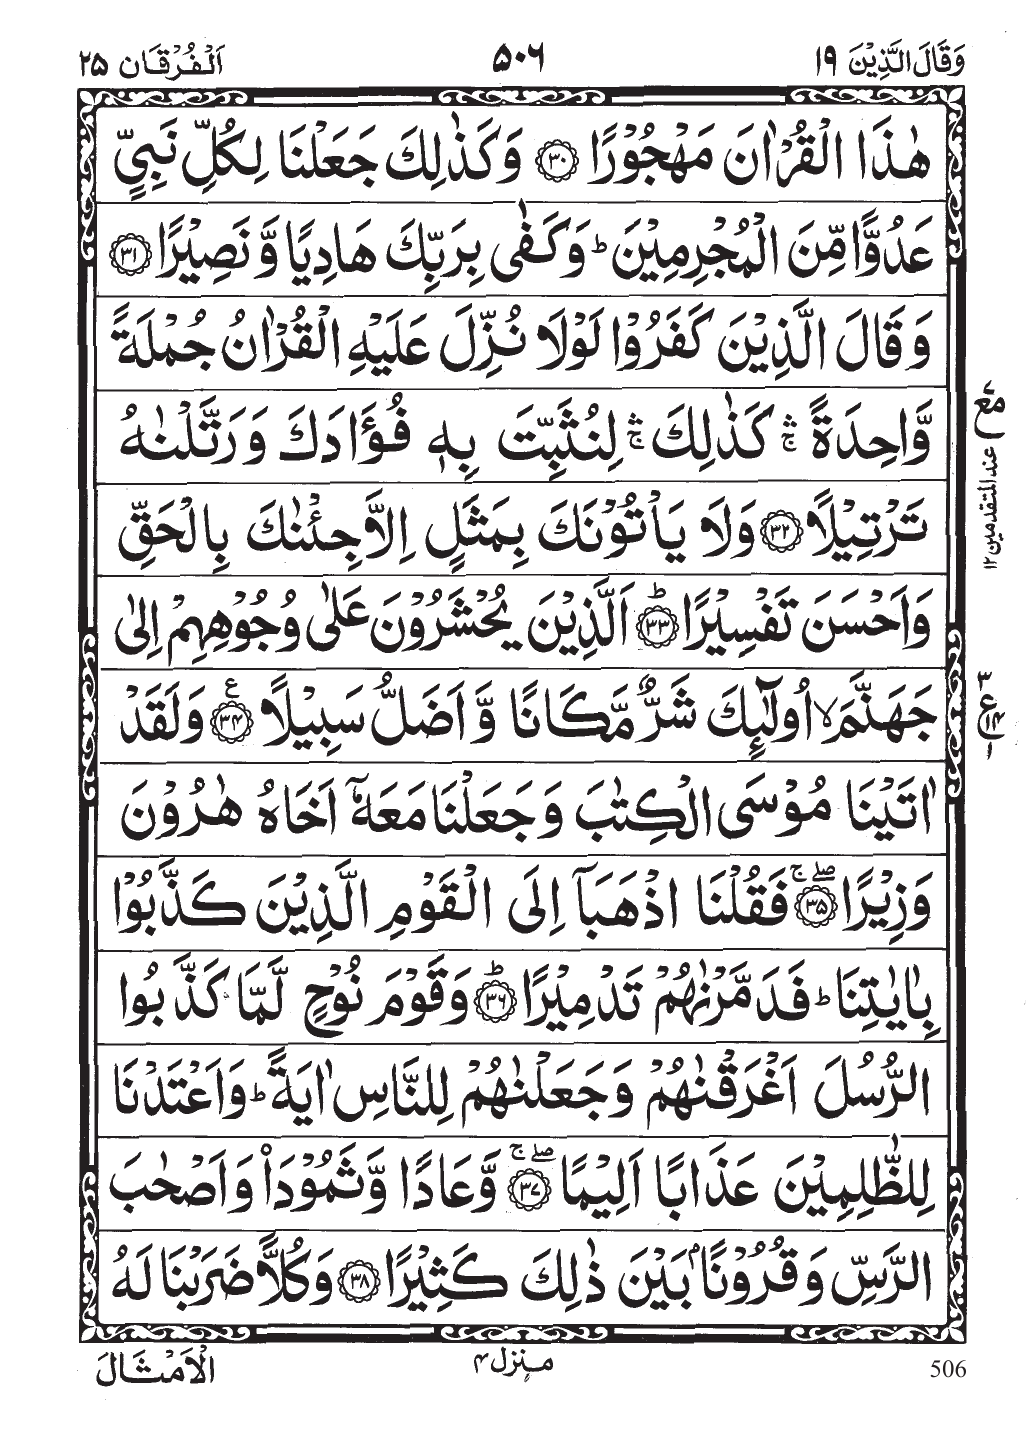 وَقَالَ الَّذِيْنَ ١٩
٥٠٦
اَلْفُرْقَان ٢٥
هٰذَا الْقُرْاٰنَ مَهْجُوْرًا ﴿٣٠﴾ وَكَذٰلِكَ جَعَلْنَا لِكُلِّ نَبِيٍّ
عَدُوًّا مِّنَ الْمُجْرِمِيْنَ ؕ وَكَفٰى بِرَبِّكَ هَادِيًا وَّ نَصِيْرًا ﴿٣١﴾
وَقَالَ الَّذِيْنَ كَفَرُوْا لَوْلَا نُزِّلَ عَلَيْهِ الْقُرْاٰنُ جُمْلَةً
وَّاحِدَةً ۛۚ كَذٰلِكَ ۛۚ لِنُثَبِّتَ بِهٖ فُؤَادَكَ وَ رَتَّلْنٰهُ
تَرْتِيْلًا ﴿٣٢﴾ وَلَا يَاْتُوْنَكَ بِمَثَلٍ اِلَّا جِئْنٰكَ بِالْحَقِّ
وَاَحْسَنَ تَفْسِيْرًا ﴿٣٣﴾ؕ اَلَّذِيْنَ يُحْشَرُوْنَ عَلٰى وُجُوْهِهِمْ اِلٰى
جَهَنَّمَ ۙ اُولٰٓئِكَ شَرٌّ مَّكَانًا وَّ اَضَلُّ سَبِيْلًا ﴿٣٤﴾ۧ وَلَقَدْ
اٰتَيْنَا مُوْسَى الْكِتٰبَ وَ جَعَلْنَا مَعَهٗۤ اَخَاهُ هٰرُوْنَ
وَزِيْرًا ﴿٣٥﴾ۖۚ فَقُلْنَا اذْهَبَاۤ اِلَى الْقَوْمِ الَّذِيْنَ كَذَّبُوْا
بِاٰيٰتِنَا ؕ فَدَمَّرْنٰهُمْ تَدْمِيْرًا ﴿٣٦﴾ؕ وَقَوْمَ نُوْحٍ لَّمَّا كَذَّبُوا
الرُّسُلَ اَغْرَقْنٰهُمْ وَجَعَلْنٰهُمْ لِلنَّاسِ اٰيَةً ؕ وَاَعْتَدْنَا
لِلظّٰلِمِيْنَ عَذَابًا اَلِيْمًا ﴿٣٧﴾ۖۚ وَّعَادًا وَّثَمُوْدَا۟ وَاَصْحٰبَ
الرَّسِّ وَقُرُوْنًاۢ بَيْنَ ذٰلِكَ كَثِيْرًا ﴿٣٨﴾ وَكُلًّا ضَرَبْنَا لَهُ
مع
عند المتقدمين ١٢
٣
ع
١٤
١
الْاَمْثَالَ
منزل ٤
506